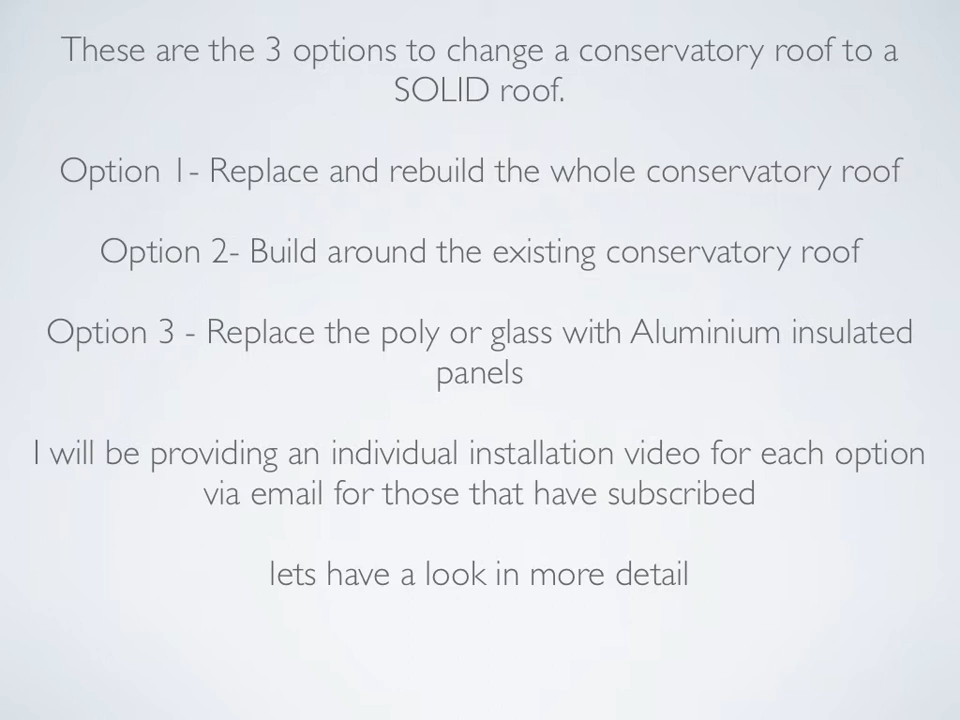 These are the 3 options to change a conservatory roof to a
SOLID roof.
Option 1- Replace and rebuild the whole conservatory roof
Option 2- Build around the existing conservatory roof
Option 3 - Replace the poly or glass with Aluminium insulated
panels
I will be providing an individual installation video for each option
via email for those that have subscribed
lets have a look in more detail